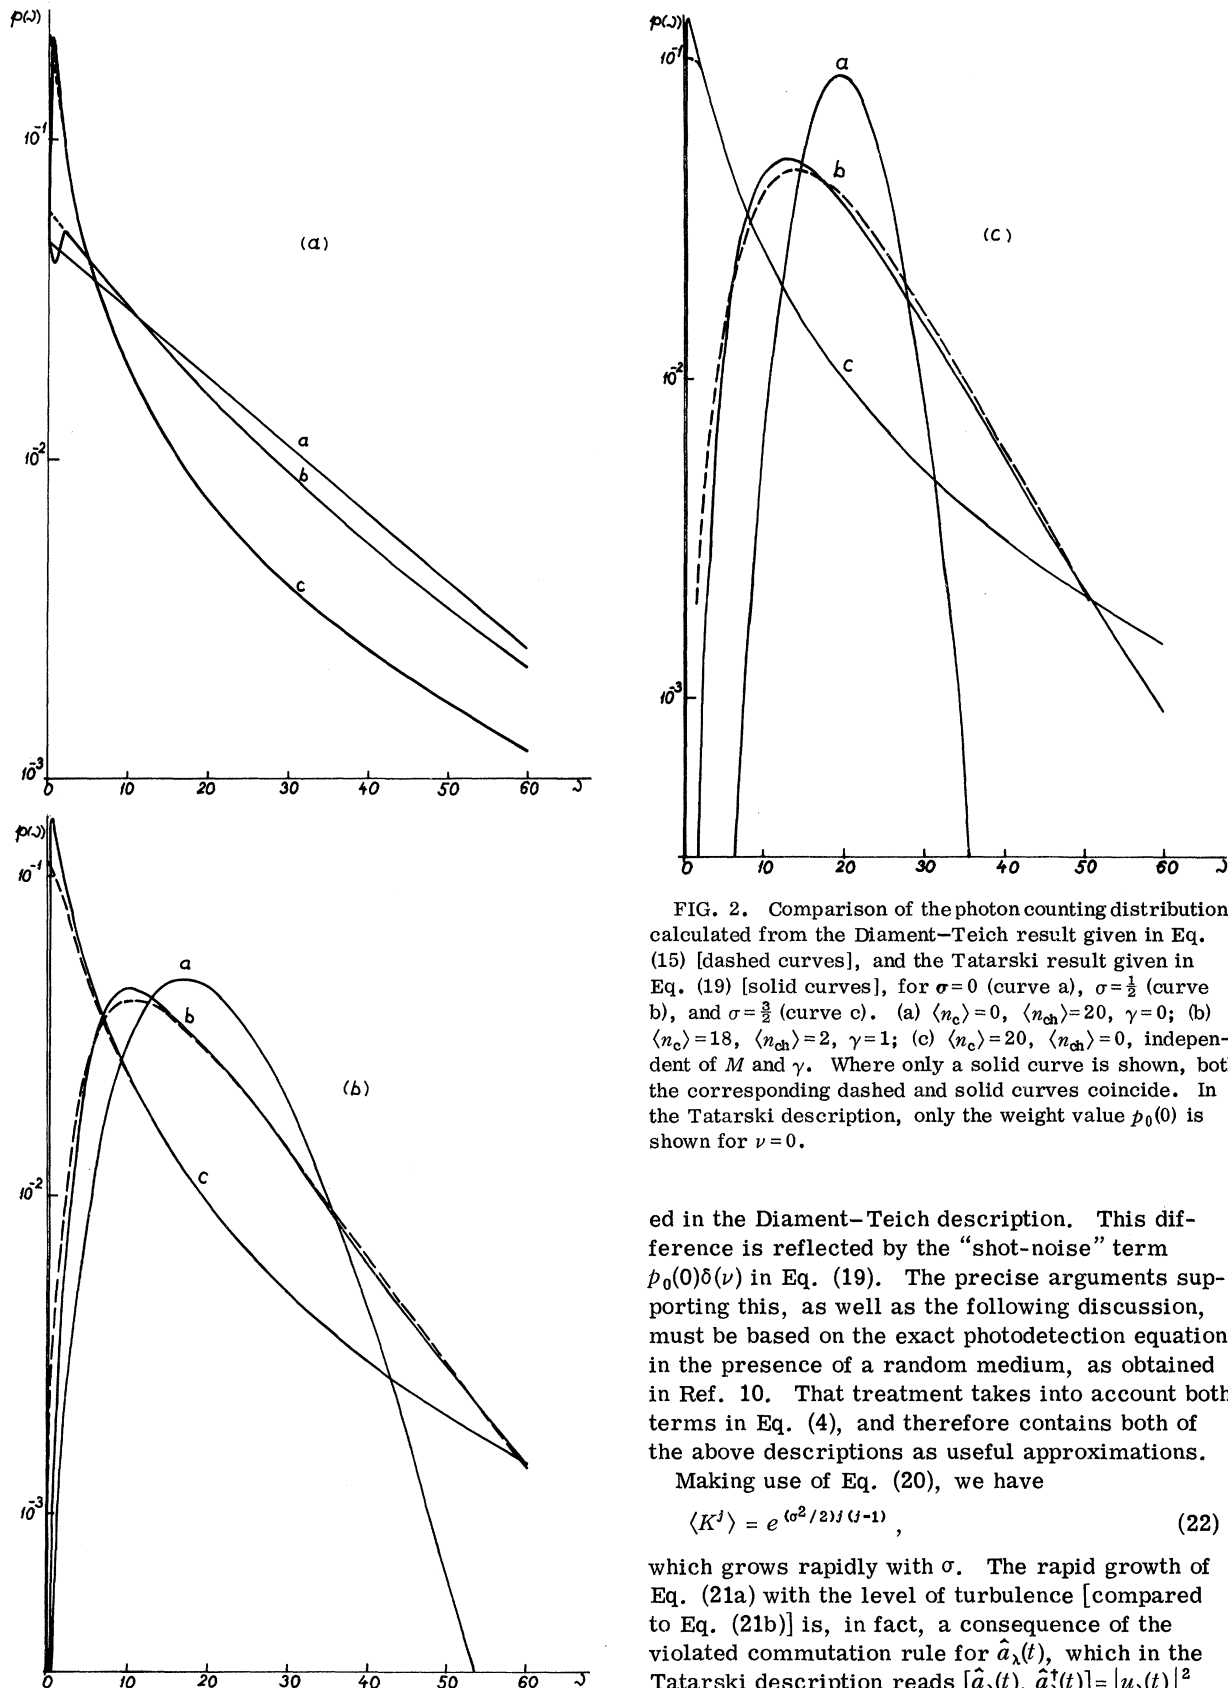 p(ν)
10⁻¹
(a)
a
10⁻²
b
c
10⁻³
0 10 20 30 40 50 60 ν
p(ν)
10⁻¹
a
b
(b)
c
10⁻²
10⁻³
0 10 20 30 40 50 60 ν
p(ν)
10⁻¹
a
b
(c)
c
10⁻²
10⁻³
0 10 20 30 40 50 60 ν
FIG. 2. Comparison of the photon counting distribution
calculated from the Diament–Teich result given in Eq.
(15) [dashed curves], and the Tatarski result given in
Eq. (19) [solid curves], for σ=0 (curve a), σ=½ (curve
b), and σ=3/2 (curve c). (a) ⟨n_c⟩=0, ⟨n_ch⟩=20, γ=0; (b)
⟨n_c⟩=18, ⟨n_ch⟩=2, γ=1; (c) ⟨n_c⟩=20, ⟨n_ch⟩=0, indepen-
dent of M and γ. Where only a solid curve is shown, bot
the corresponding dashed and solid curves coincide. In
the Tatarski description, only the weight value p₀(0) is
shown for ν=0.
ed in the Diament–Teich description. This dif-
ference is reflected by the “shot-noise” term
p₀(0)δ(ν) in Eq. (19). The precise arguments sup-
porting this, as well as the following discussion,
must be based on the exact photodetection equation
in the presence of a random medium, as obtained
in Ref. 10. That treatment takes into account both
terms in Eq. (4), and therefore contains both of
the above descriptions as useful approximations.
Making use of Eq. (20), we have
⟨K^j⟩ = e^{(σ²/2)j(j-1)} , (22)
which grows rapidly with σ. The rapid growth of
Eq. (21a) with the level of turbulence [compared
to Eq. (21b)] is, in fact, a consequence of the
violated commutation rule for â_λ(t), which in the
Tatarski description reads [â_λ(t), â_λ†(t)]=|u_λ(t)|²